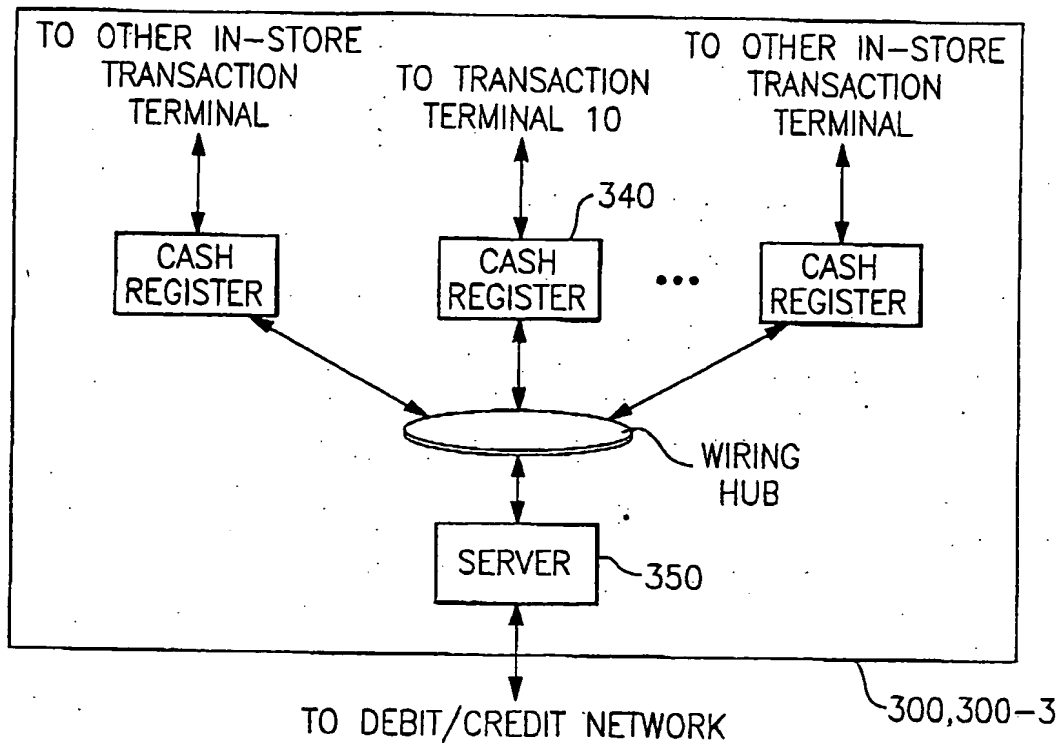 TO OTHER IN-STORE
TRANSACTION
TERMINAL
TO TRANSACTION
TERMINAL 10
TO OTHER IN-STORE
TRANSACTION
TERMINAL
340
CASH
REGISTER
CASH
REGISTER
CASH
REGISTER
WIRING
HUB
SERVER
350
300,300-3
TO DEBIT/CREDIT NETWORK